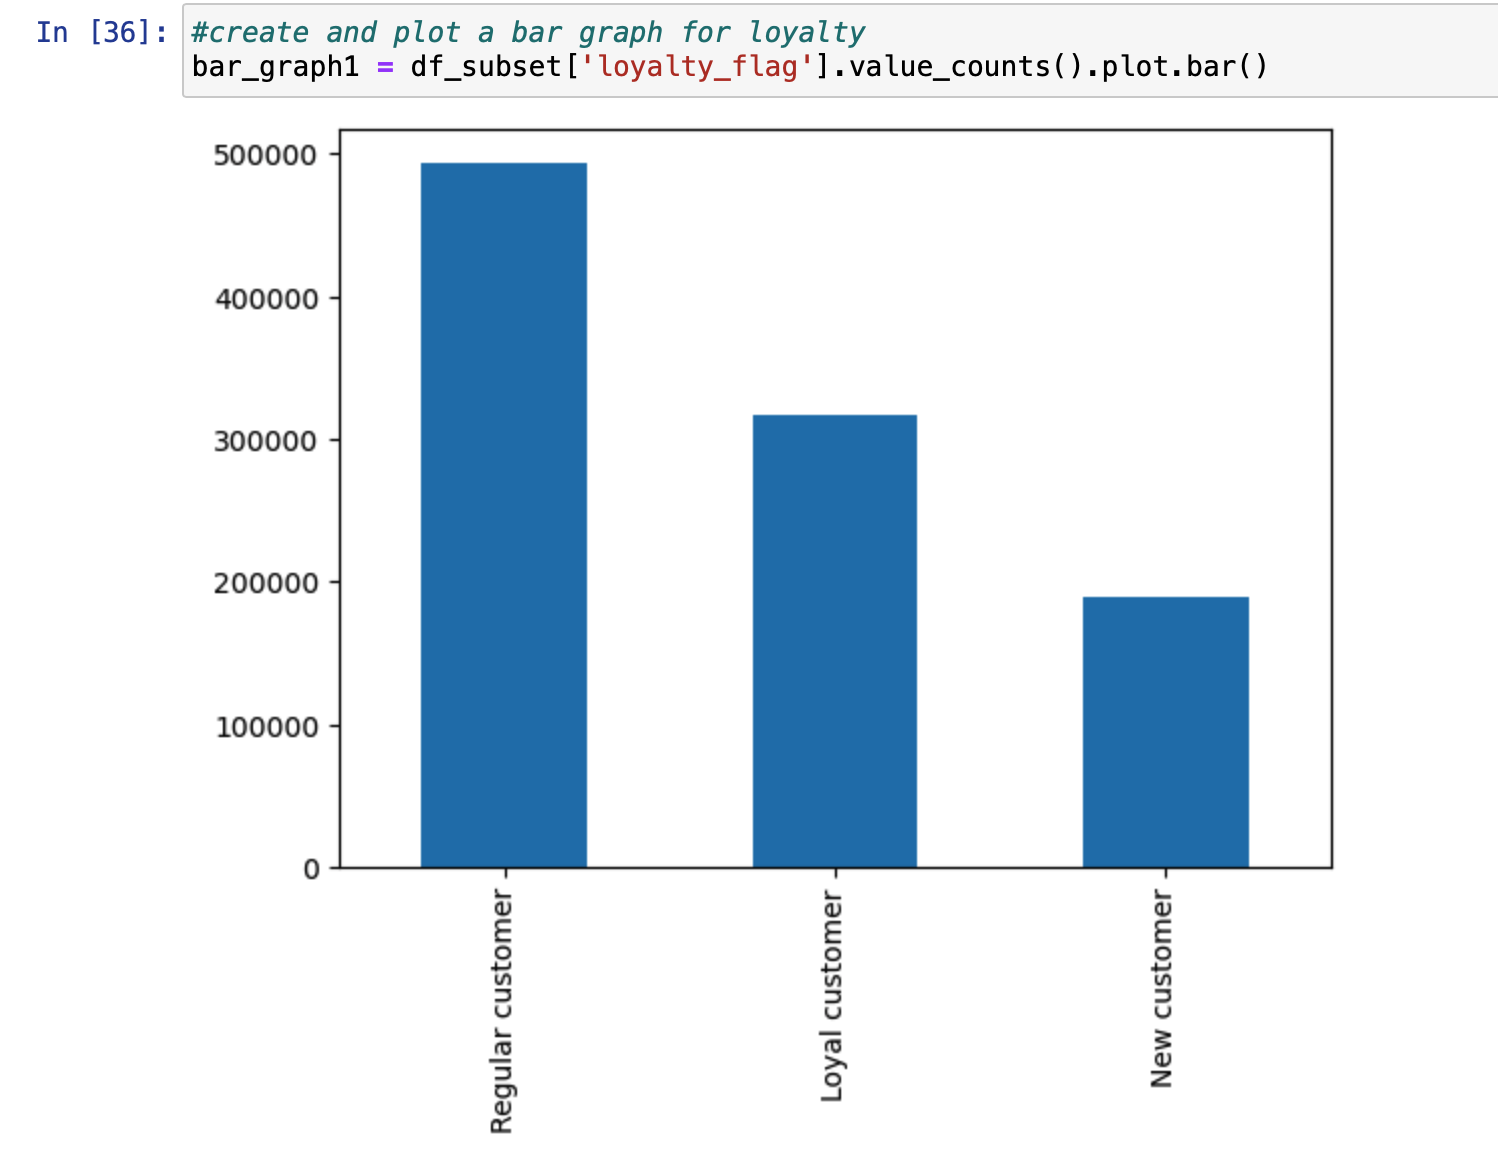 In [36]:
#create and plot a bar graph for loyalty
bar_graph1 = df_subset['loyalty_flag'].value_counts().plot.bar()
500000
400000
300000
200000
100000
0
Regular customer
Loyal customer
New customer